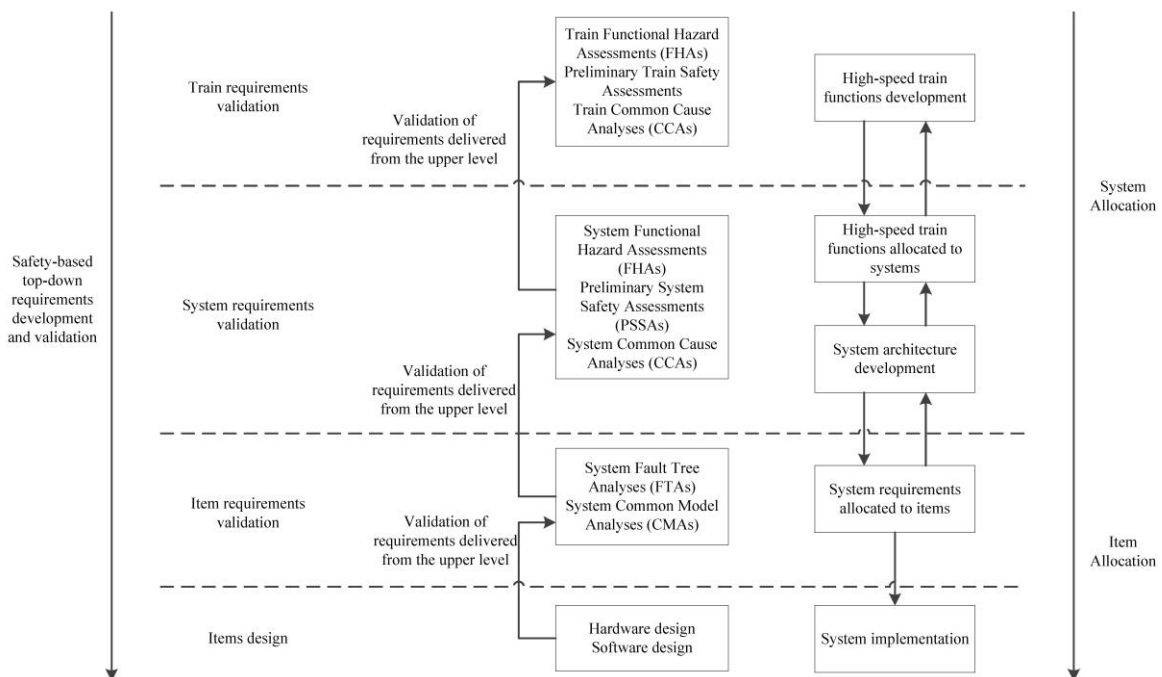 Train Functional Hazard
Assessments (FHAs)
Preliminary Train Safety
Assessments
Train Common Cause
Analyses (CCAs)
High-speed train
functions development
Train requirements
validation
Validation of
requirements delivered
from the upper level
System
Allocation
Safety-based
top-down
requirements
development
and validation
System requirements
validation
System Functional
Hazard Assessments
(FHAs)
Preliminary System
Safety Assessments
(PSSAs)
System Common Cause
Analyses (CCAs)
High-speed train
functions allocated to
systems
System architecture
development
Validation of
requirements delivered
from the upper level
Item requirements
validation
System Fault Tree
Analyses (FTAs)
System Common Model
Analyses (CMAs)
System requirements
allocated to items
Validation of
requirements delivered
from the upper level
Item
Allocation
Items design
Hardware design
Software design
System implementation